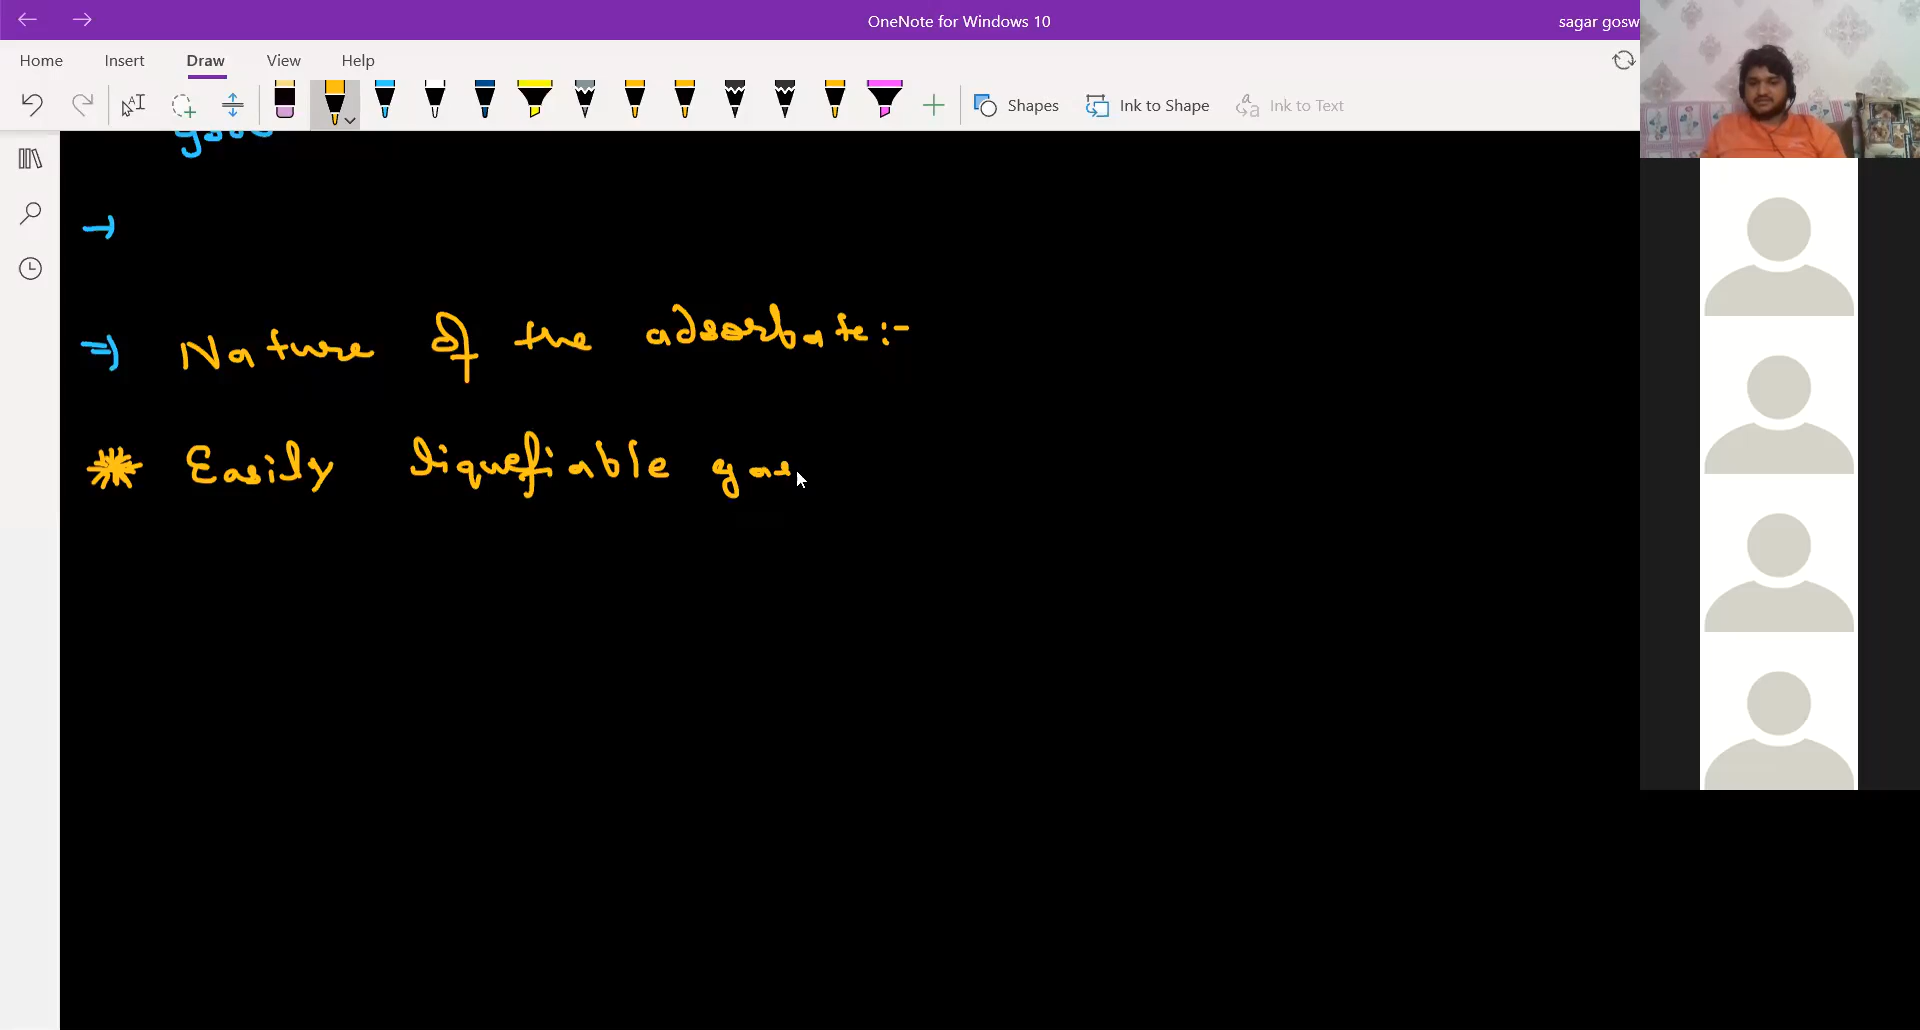 OneNote for Windows 10
sagar gosw
Home Insert Draw View Help
Shapes Ink to Shape Ink to Text
→
⇒ Nature of the adsorbate:-
* Easily liquefiable gas